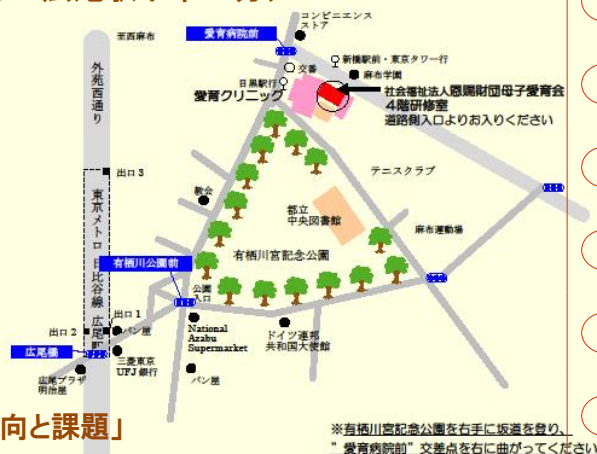 コンビニエンス
ストア
至西麻布
愛育病院前
外苑西通り
交番
新橋駅前・東京タワー行
麻布学園
目黒駅行
愛育クリニック
社会福祉法人恩賜財団母子愛育会
4階研修室
道路側入口よりお入りください
出口3
テニスクラブ
教会
都立
中央図書館
麻布運動場
東京メトロ 日比谷線 広尾駅
有栖川宮記念公園
有栖川公園前
公園
入口
出口1
出口2
パン屋
National
Azabu
Supermarket
ドイツ連邦
共和国大使館
広尾橋
三菱東京
UFJ銀行
広尾プラザ
明治屋
パン屋
向と課題」
※有栖川宮記念公園を右手に坂道を登り、
"愛育病院前"交差点を右に曲がってください